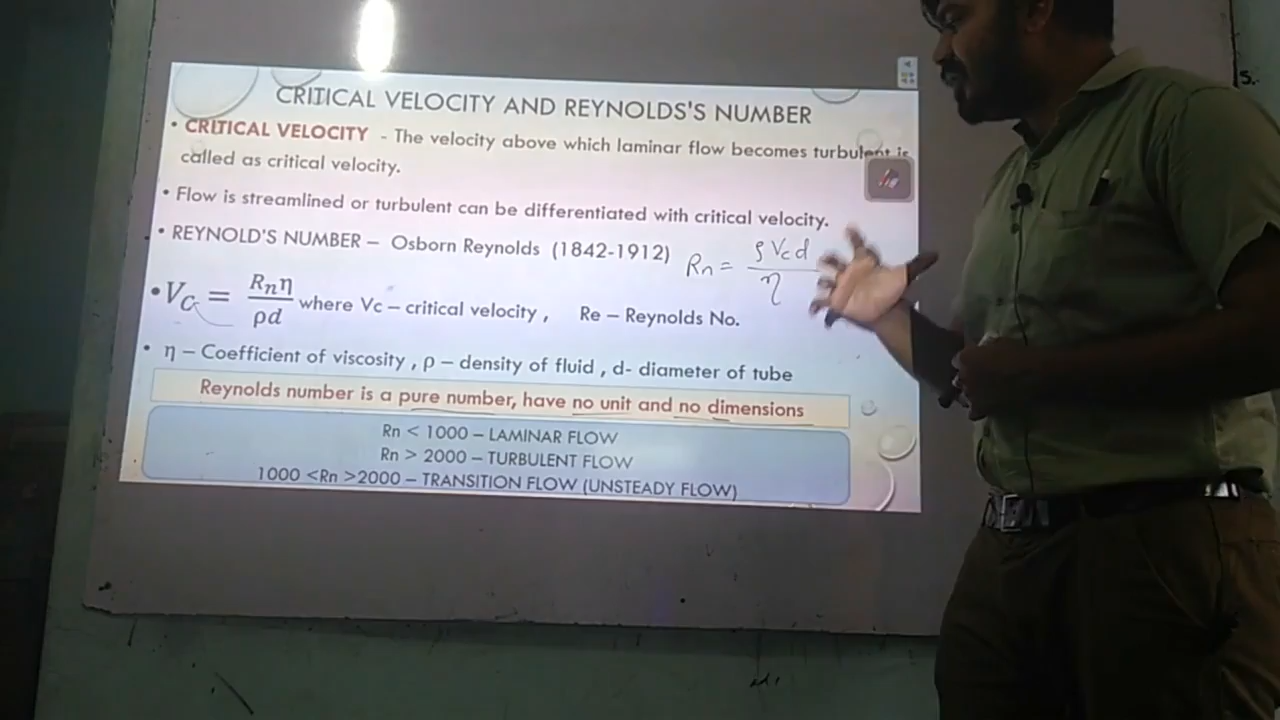 CRITICAL VELOCITY AND REYNOLDS'S NUMBER
• CRITICAL VELOCITY - The velocity above which laminar flow becomes turbulent is
called as critical velocity.
• Flow is streamlined or turbulent can be differentiated with critical velocity.
• REYNOLD'S NUMBER – Osborn Reynolds (1842-1912)
Rn = ρVcd / η
• V_C = R_nη / ρd where Vc – critical velocity , Re – Reynolds No.
• η – Coefficient of viscosity , ρ – density of fluid , d- diameter of tube
Reynolds number is a pure number, have no unit and no dimensions
Rn < 1000 – LAMINAR FLOW
Rn > 2000 – TURBULENT FLOW
1000 <Rn >2000 – TRANSITION FLOW (UNSTEADY FLOW)
5.